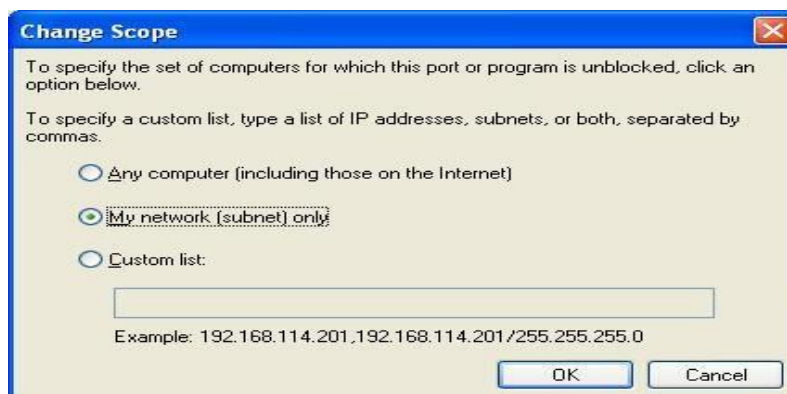 Change Scope
To specify the set of computers for which this port or program is unblocked, click an
option below.
To specify a custom list, type a list of IP addresses, subnets, or both, separated by
commas.
Any computer (including those on the Internet)
My network (subnet) only
Custom list:
Example: 192.168.114.201,192.168.114.201/255.255.255.0
OK
Cancel